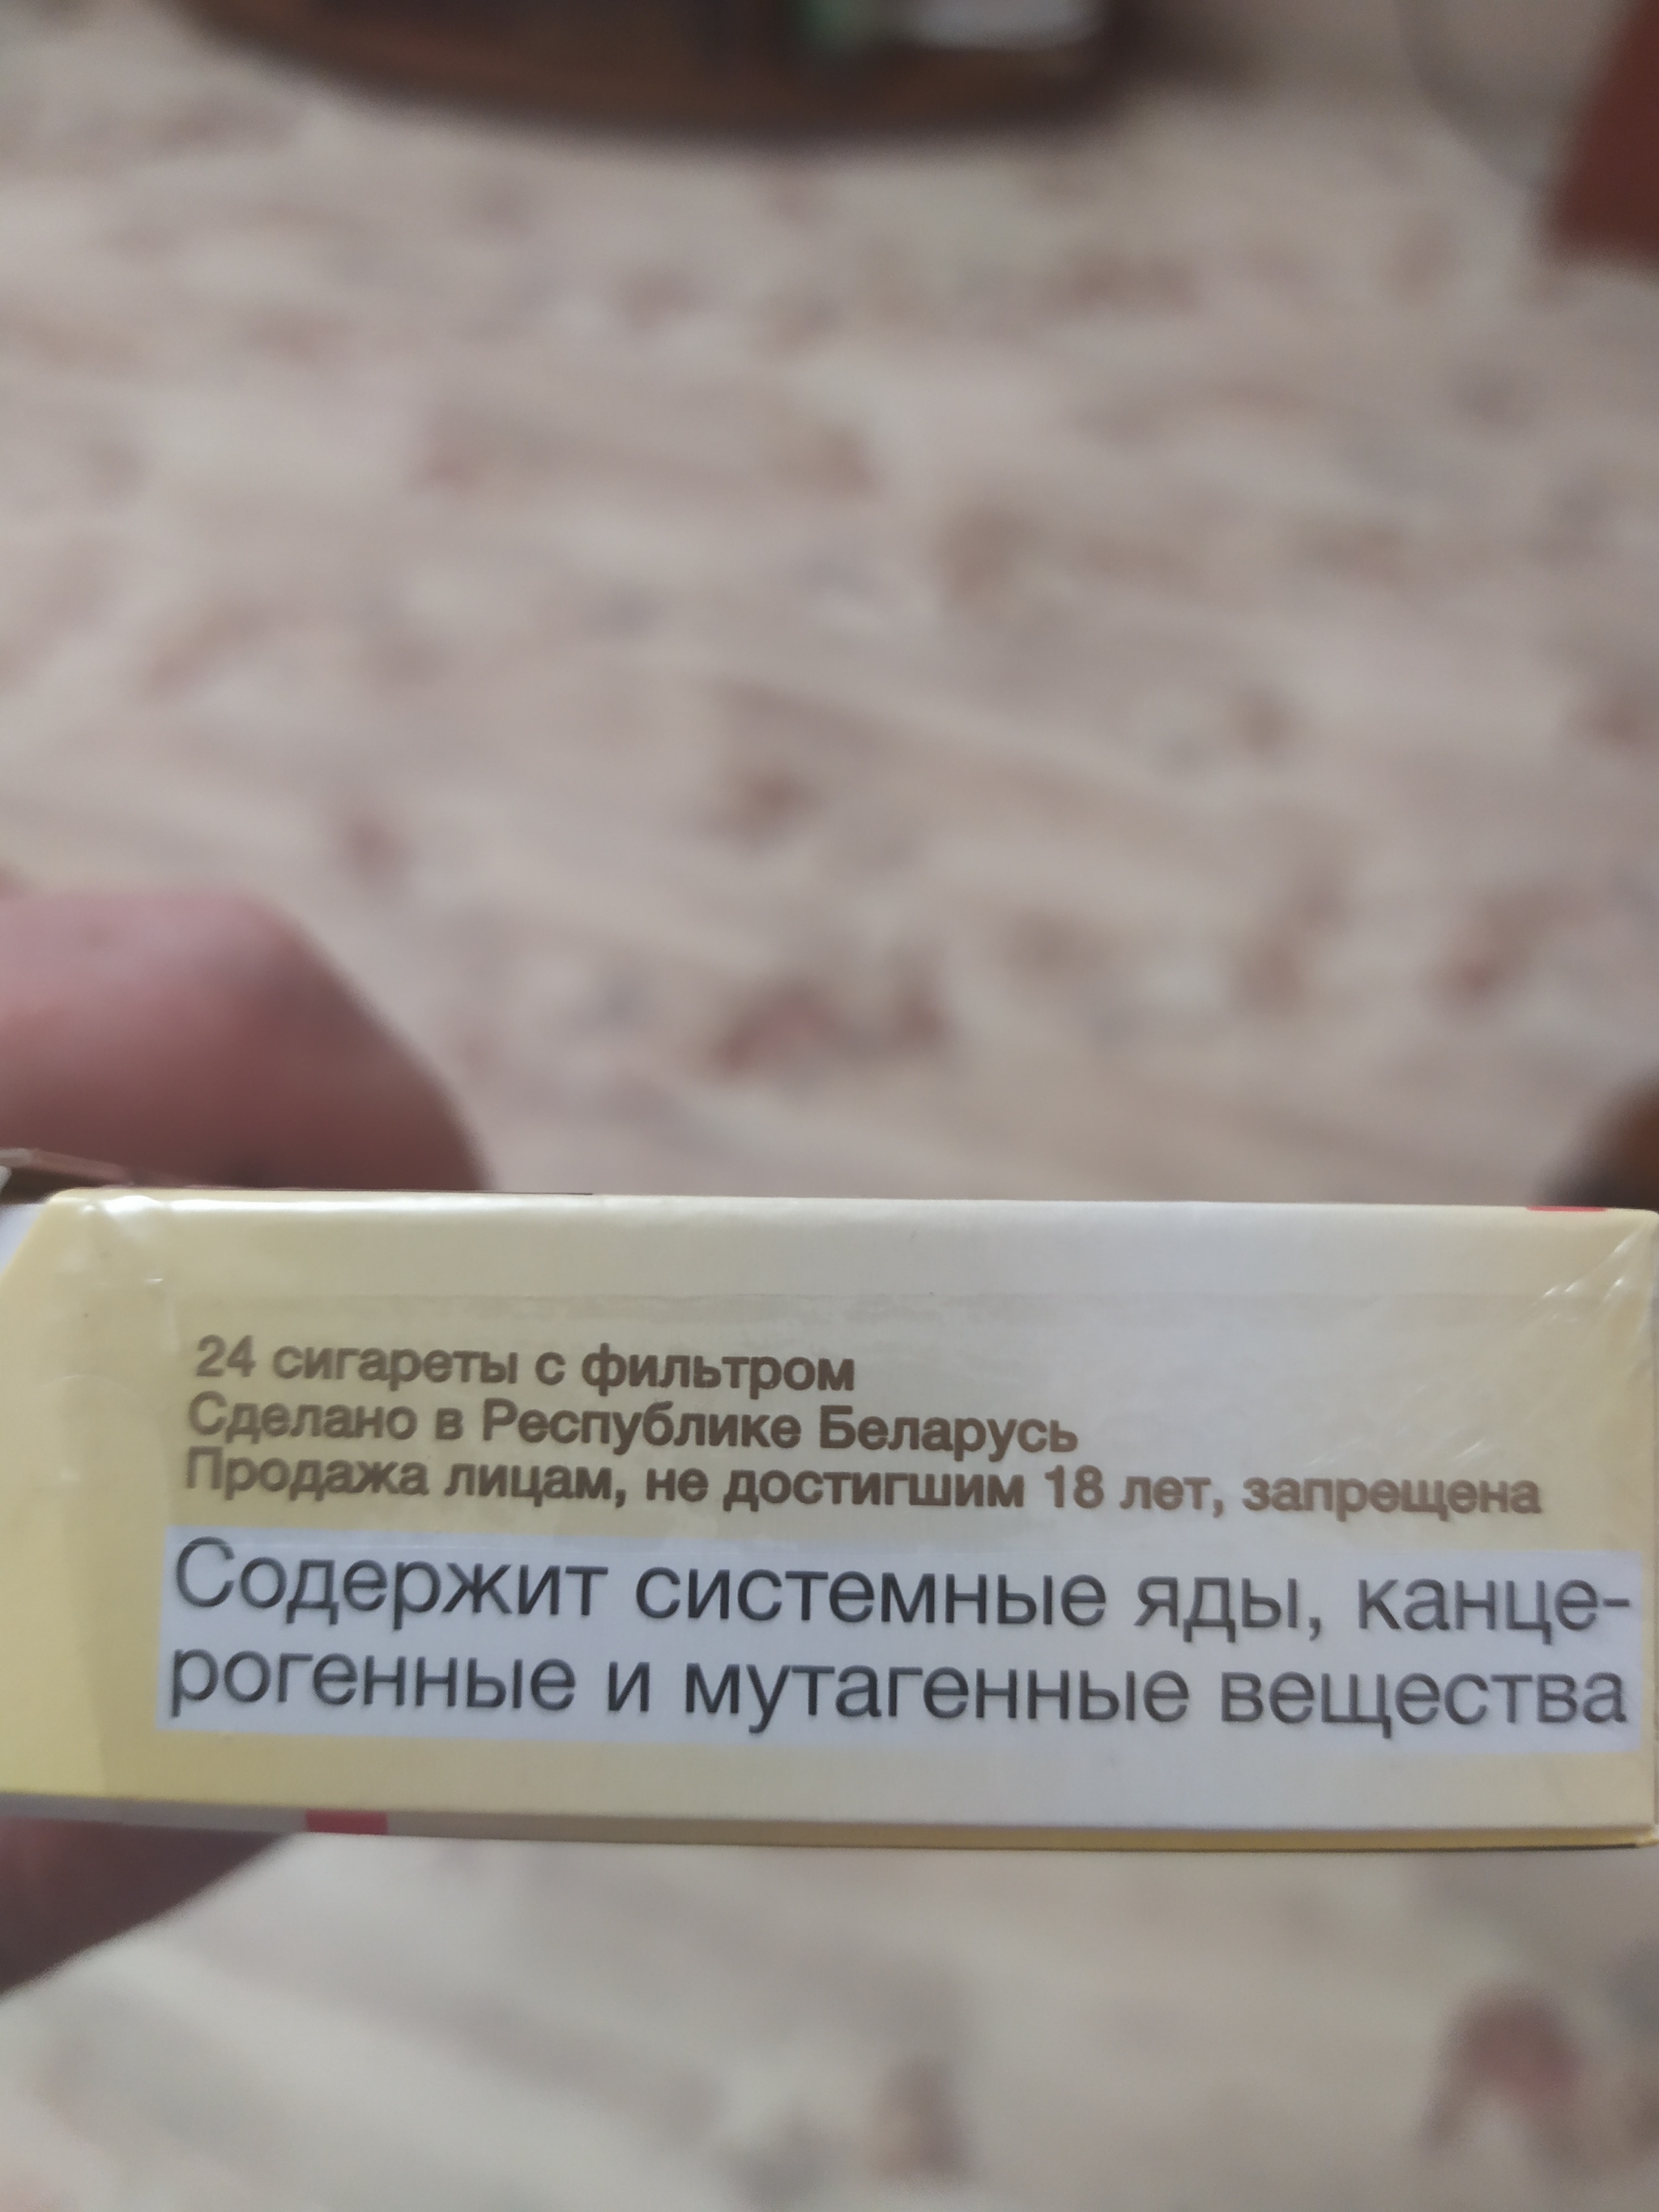 24 сигареты с фильтром
Сделано в Республике Беларусь
Продажа лицам, не достигшим 18 лет, запрещена
Содержит системные яды, канце-
рогенные и мутагенные вещества